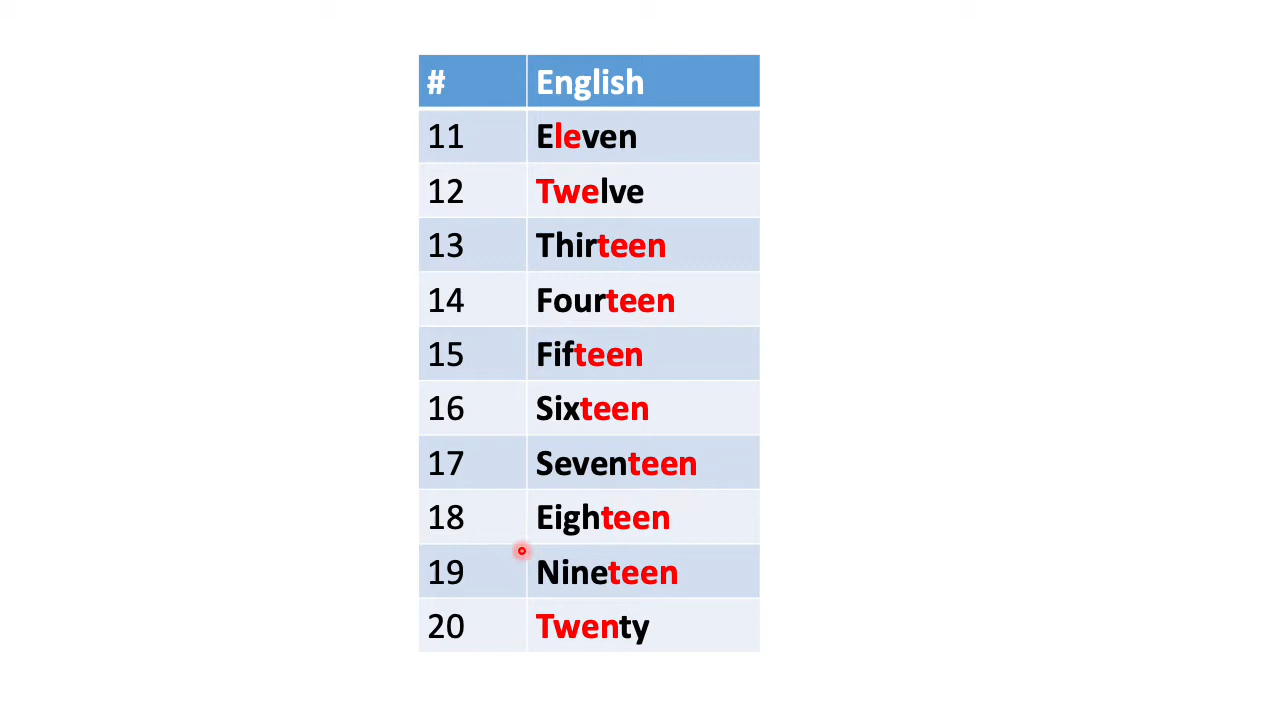 # English
11 Eleven
12 Twelve
13 Thirteen
14 Fourteen
15 Fifteen
16 Sixteen
17 Seventeen
18 Eighteen
19 Nineteen
20 Twenty